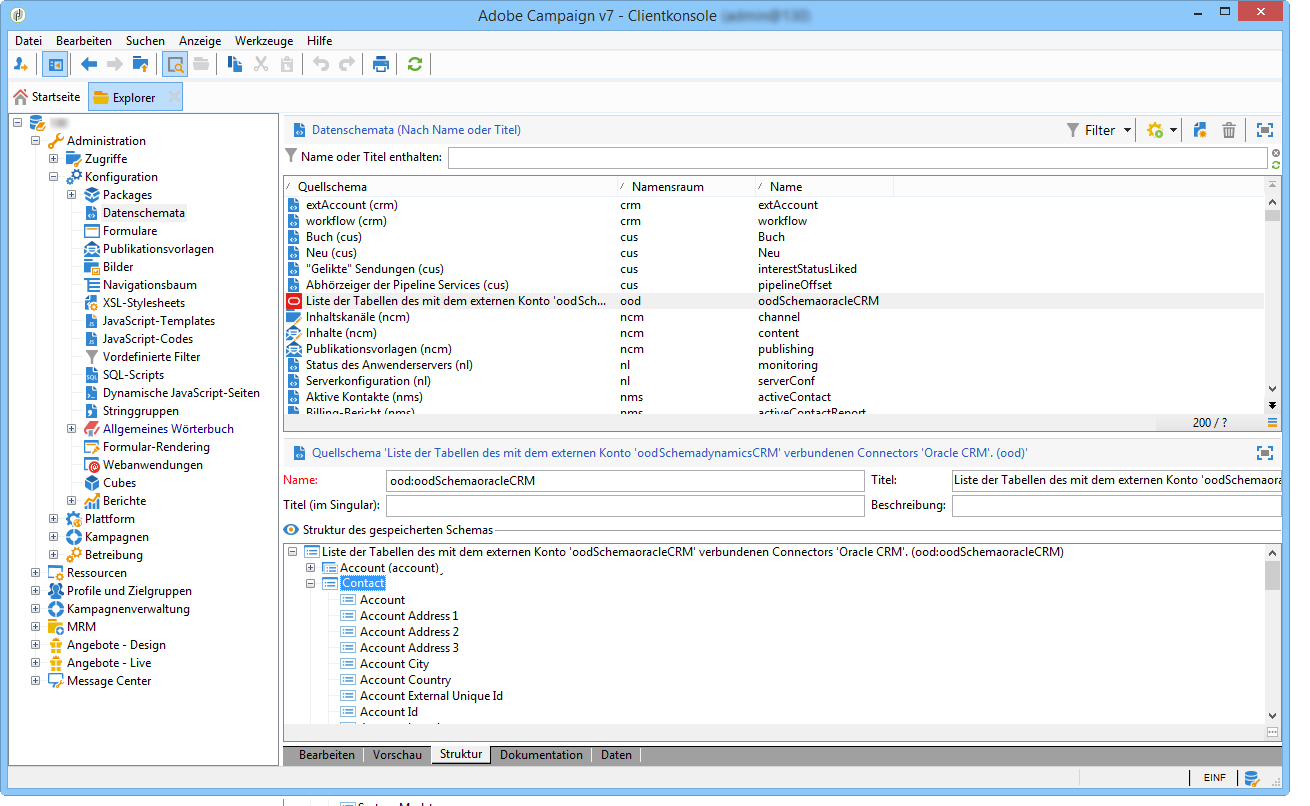 Adobe Campaign v7 - Clientkonsole
Datei Bearbeiten Suchen Anzeige Werkzeuge Hilfe
Startseite Explorer
Administration
Zugriffe
Konfiguration
Packages
Datenschemata
Formulare
Publikationsvorlagen
Bilder
Navigationsbaum
XSL-Stylesheets
JavaScript-Templates
JavaScript-Codes
Vordefinierte Filter
SQL-Scripts
Dynamische JavaScript-Seiten
Stringgruppen
Allgemeines Wörterbuch
Formular-Rendering
Webanwendungen
Cubes
Berichte
Plattform
Kampagnen
Betreibung
Ressourcen
Profile und Zielgruppen
Kampagnenverwaltung
MRM
Angebote - Design
Angebote - Live
Message Center
Datenschemata (Nach Name oder Titel) Filter
Name oder Titel enthalten:
Quellschema Namensraum Name
extAccount (crm) crm extAccount
workflow (crm) crm workflow
Buch (cus) cus Buch
Neu (cus) cus Neu
"Gelikte" Sendungen (cus) cus interestStatusLiked
Abhörzeiger der Pipeline Services (cus) cus pipelineOffset
Liste der Tabellen des mit dem externen Konto 'oodSch... ood oodSchemaoracleCRM
Inhaltskanäle (ncm) ncm channel
Inhalte (ncm) ncm content
Publikationsvorlagen (ncm) ncm publishing
Status des Anwenderservers (nl) nl monitoring
Serverkonfiguration (nl) nl serverConf
Aktive Kontakte (nms) nms activeContact
Billing-Bericht (nms) nms activeContactReport
200 / ?
Quellschema 'Liste der Tabellen des mit dem externen Konto 'oodSchemadynamicsCRM' verbundenen Connectors 'Oracle CRM'. (ood)'
Name: ood:oodSchemaoracleCRM Titel: Liste der Tabellen des mit dem externen Konto 'oodSchemaora
Titel (im Singular): Beschreibung:
Struktur des gespeicherten Schemas
Liste der Tabellen des mit dem externen Konto 'oodSchemaoracleCRM' verbundenen Connectors 'Oracle CRM'. (ood:oodSchemaoracleCRM)
Account (account)
Contact
Account
Account Address 1
Account Address 2
Account Address 3
Account City
Account Country
Account External Unique Id
Account Id
Bearbeiten Vorschau Struktur Dokumentation Daten
EINF